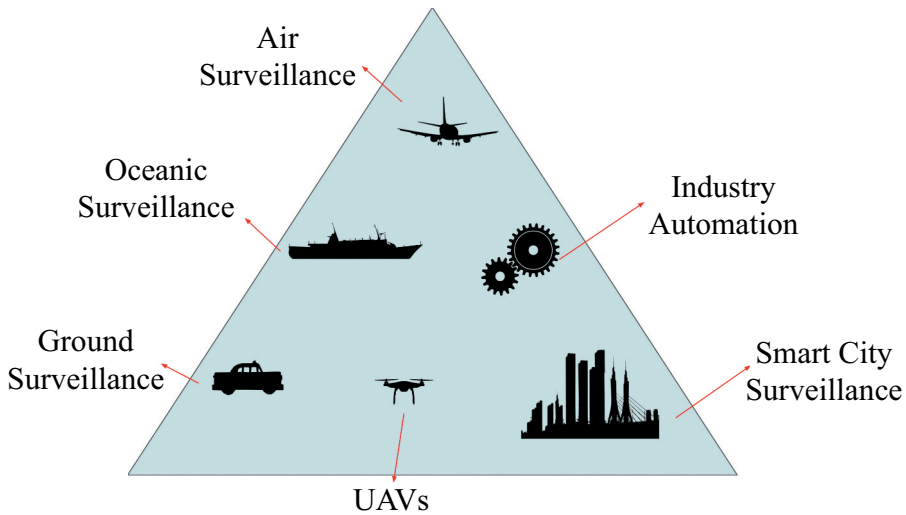 Air
Surveillance
Oceanic
Surveillance
Industry
Automation
Ground
Surveillance
Smart City
Surveillance
UAVs